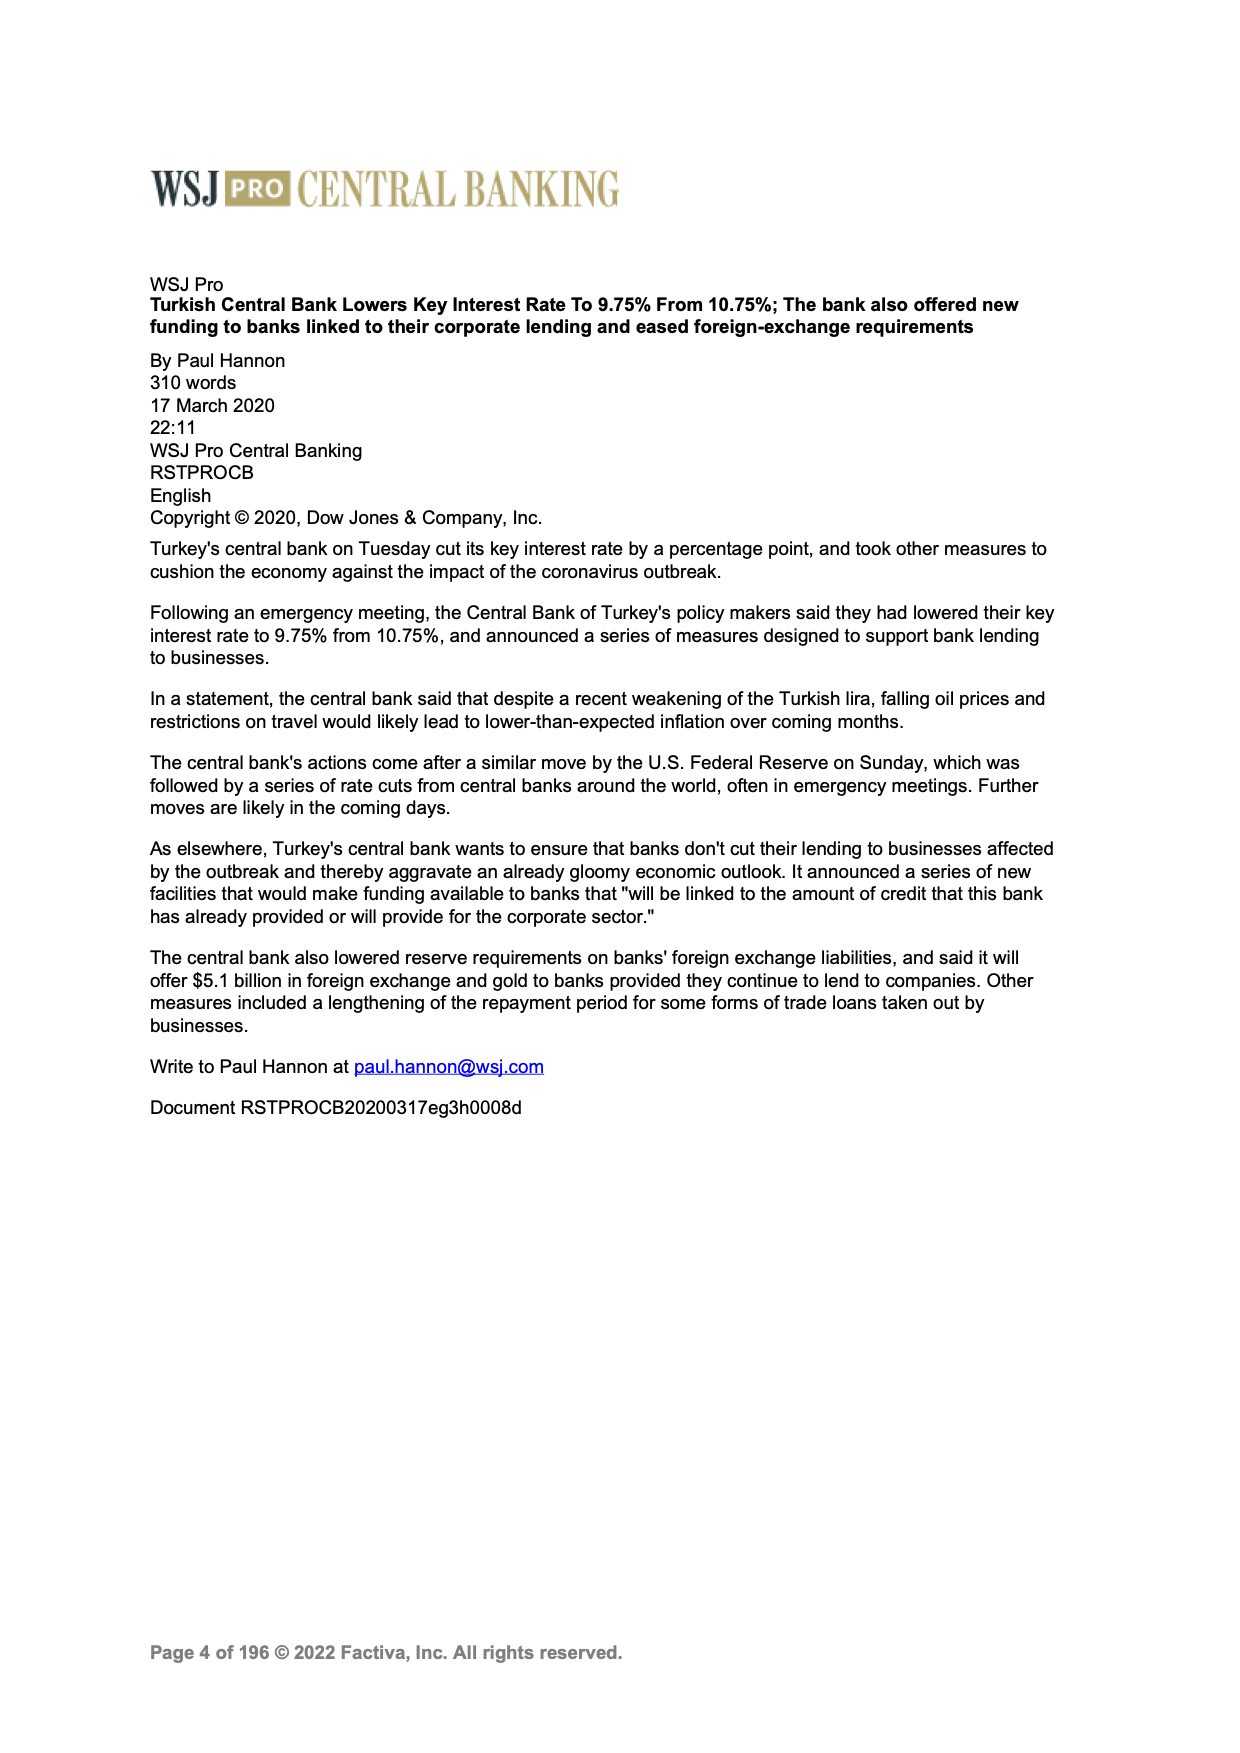 WSJ PRO CENTRAL BANKING
WSJ Pro
Turkish Central Bank Lowers Key Interest Rate To 9.75% From 10.75%; The bank also offered new
funding to banks linked to their corporate lending and eased foreign-exchange requirements
By Paul Hannon
310 words
17 March 2020
22:11
WSJ Pro Central Banking
RSTPROCB
English
Copyright © 2020, Dow Jones & Company, Inc.
Turkey's central bank on Tuesday cut its key interest rate by a percentage point, and took other measures to
cushion the economy against the impact of the coronavirus outbreak.
Following an emergency meeting, the Central Bank of Turkey's policy makers said they had lowered their key
interest rate to 9.75% from 10.75%, and announced a series of measures designed to support bank lending
to businesses.
In a statement, the central bank said that despite a recent weakening of the Turkish lira, falling oil prices and
restrictions on travel would likely lead to lower-than-expected inflation over coming months.
The central bank's actions come after a similar move by the U.S. Federal Reserve on Sunday, which was
followed by a series of rate cuts from central banks around the world, often in emergency meetings. Further
moves are likely in the coming days.
As elsewhere, Turkey's central bank wants to ensure that banks don't cut their lending to businesses affected
by the outbreak and thereby aggravate an already gloomy economic outlook. It announced a series of new
facilities that would make funding available to banks that "will be linked to the amount of credit that this bank
has already provided or will provide for the corporate sector."
The central bank also lowered reserve requirements on banks' foreign exchange liabilities, and said it will
offer $5.1 billion in foreign exchange and gold to banks provided they continue to lend to companies. Other
measures included a lengthening of the repayment period for some forms of trade loans taken out by
businesses.
Write to Paul Hannon at paul.hannon@wsj.com
Document RSTPROCB20200317eg3h0008d
Page 4 of 196 © 2022 Factiva, Inc. All rights reserved.